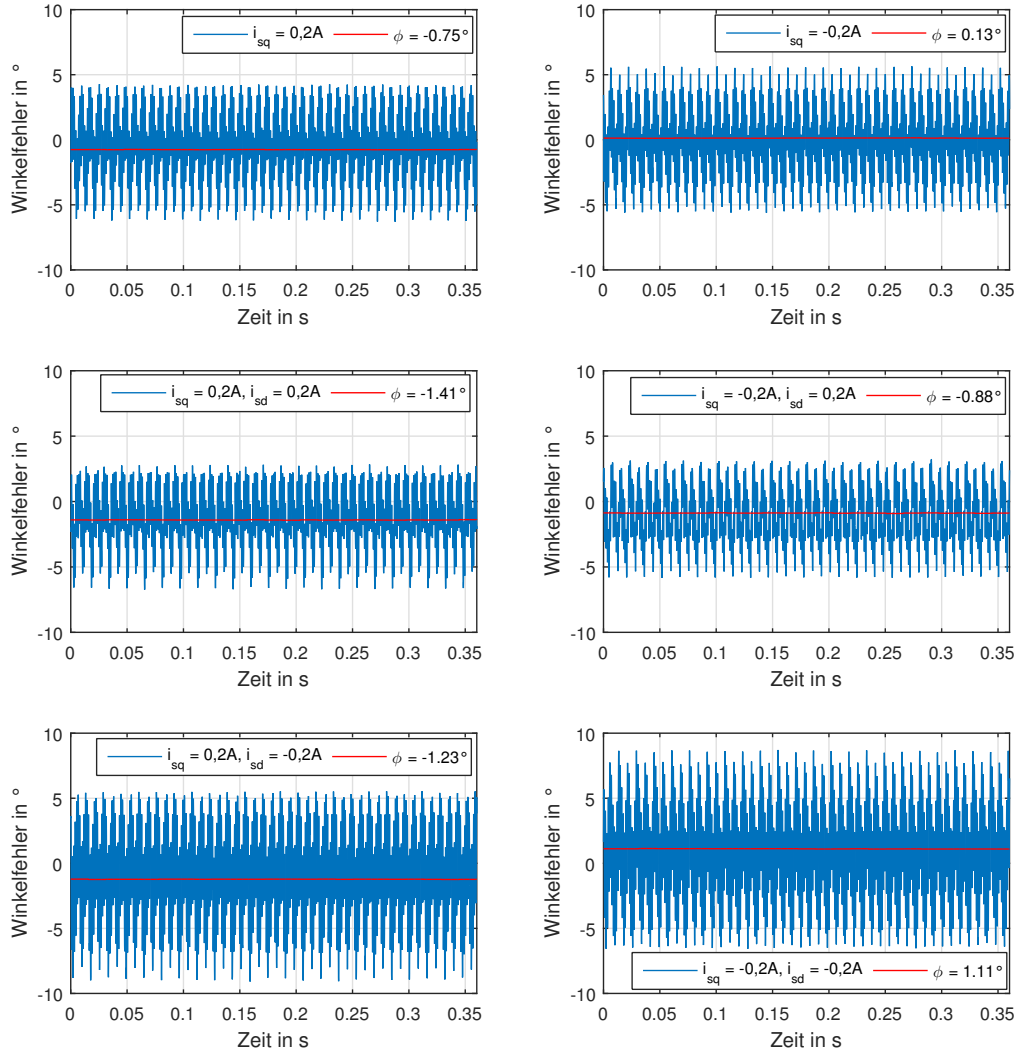 i_sq = 0,2A ϕ = -0.75°
10
5
0
-5
-10
Winkelfehler in °
0 0.05 0.1 0.15 0.2 0.25 0.3 0.35
Zeit in s
i_sq = -0,2A ϕ = 0.13°
10
5
0
-5
-10
Winkelfehler in °
0 0.05 0.1 0.15 0.2 0.25 0.3 0.35
Zeit in s
i_sq = 0,2A, i_sd = 0,2A ϕ = -1.41°
10
5
0
-5
-10
Winkelfehler in °
0 0.05 0.1 0.15 0.2 0.25 0.3 0.35
Zeit in s
i_sq = -0,2A, i_sd = 0,2A ϕ = -0.88°
10
5
0
-5
-10
Winkelfehler in °
0 0.05 0.1 0.15 0.2 0.25 0.3 0.35
Zeit in s
i_sq = 0,2A, i_sd = -0,2A ϕ = -1.23°
10
5
0
-5
-10
Winkelfehler in °
0 0.05 0.1 0.15 0.2 0.25 0.3 0.35
Zeit in s
10
5
0
-5
-10
Winkelfehler in °
i_sq = -0,2A, i_sd = -0,2A ϕ = 1.11°
0 0.05 0.1 0.15 0.2 0.25 0.3 0.35
Zeit in s